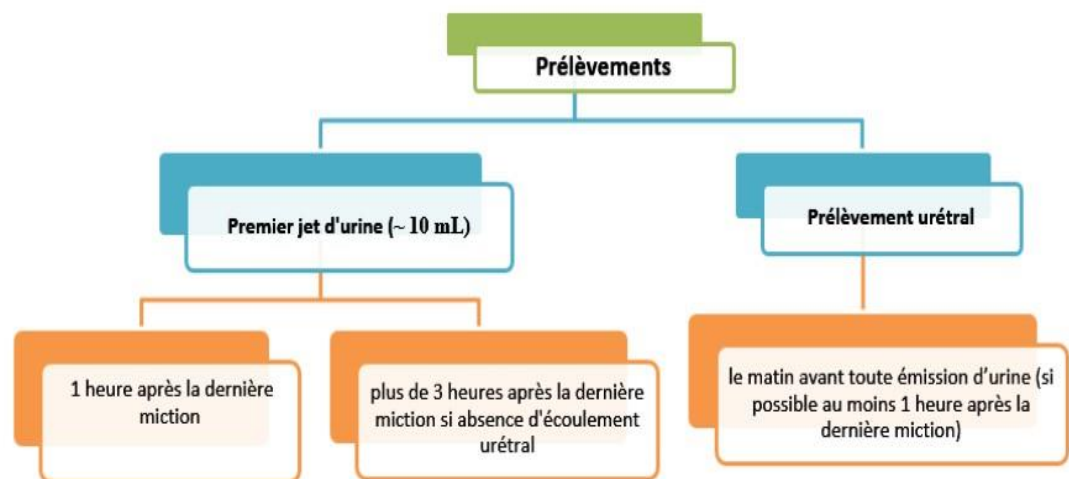 Prélèvements
Premier jet d'urine (~ 10 mL)
Prélèvement urétral
1 heure après la dernière
miction
plus de 3 heures après la dernière
miction si absence d'écoulement
urétral
le matin avant toute émission d’urine (si
possible au moins 1 heure après la
dernière miction)